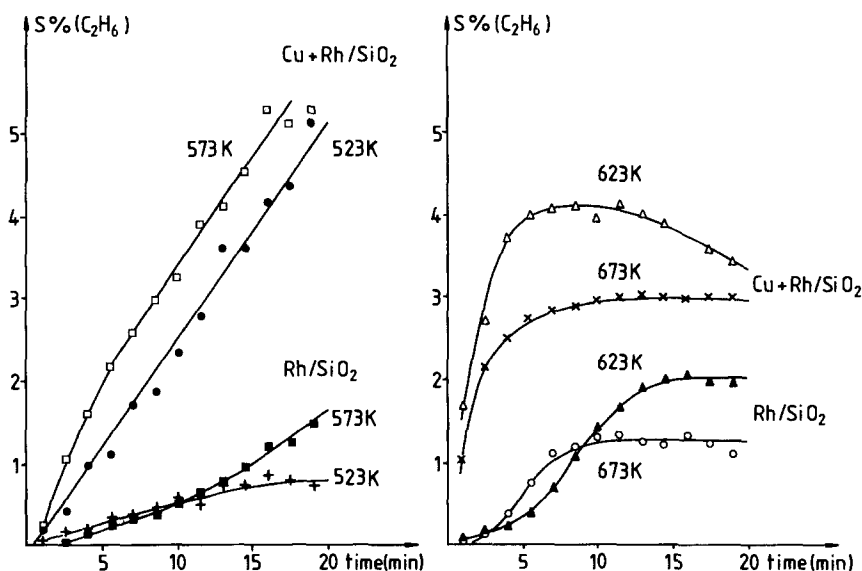 S%(C₂H₆)
Cu+Rh/SiO₂
573K
523K
Rh/SiO₂
573K
523K
5
4
3
2
1
5
10
15
20
time(min)
S%(C₂H₆)
623K
673K
Cu+Rh/SiO₂
623K
Rh/SiO₂
673K
5
4
3
2
1
5
10
15
20
time(min)